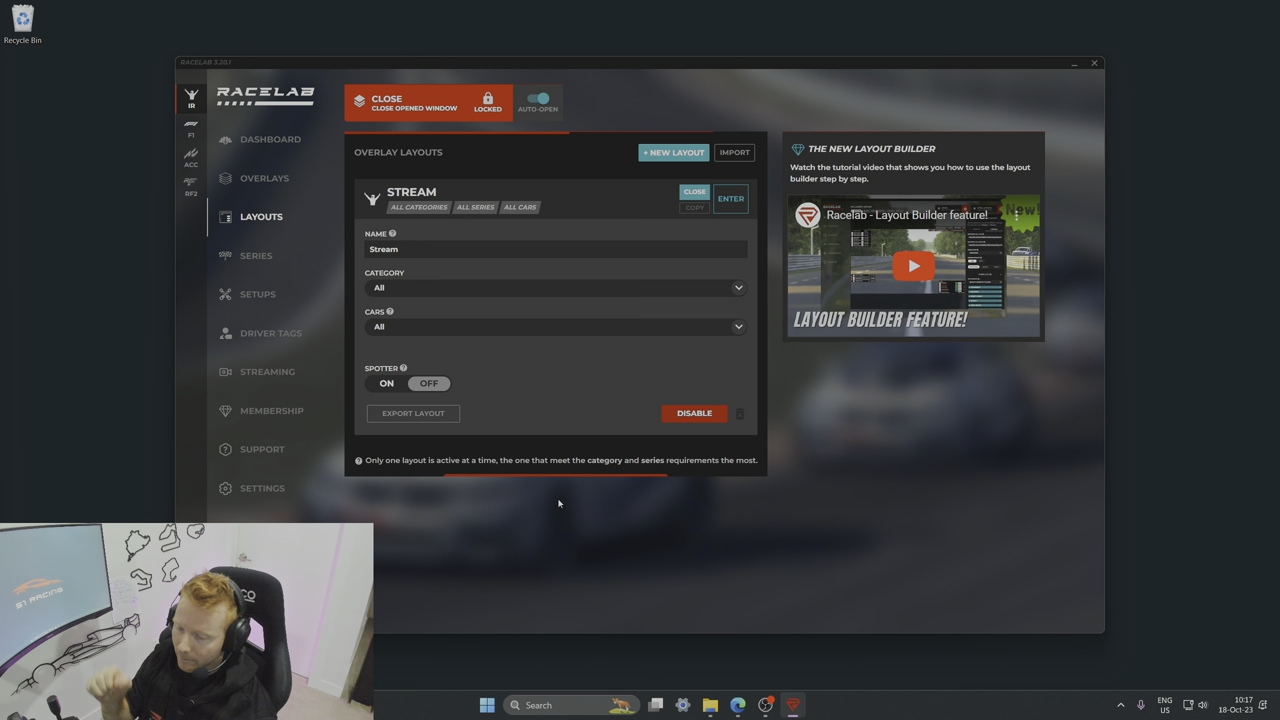 Recycle Bin
RACELAB 3.20.1
IR
F1
ACC
RF2
RACELAB
DASHBOARD
OVERLAYS
LAYOUTS
SERIES
SETUPS
DRIVER TAGS
STREAMING
MEMBERSHIP
SUPPORT
SETTINGS
CLOSE
CLOSE OPENED WINDOW
LOCKED
AUTO-OPEN
OVERLAY LAYOUTS
+ NEW LAYOUT
IMPORT
STREAM
ALL CATEGORIES
ALL SERIES
ALL CARS
CLOSE
COPY
ENTER
NAME
Stream
CATEGORY
All
CARS
All
SPOTTER
ON
OFF
EXPORT LAYOUT
DISABLE
Only one layout is active at a time, the one that meet the category and series requirements the most.
THE NEW LAYOUT BUILDER
Watch the tutorial video that shows you how to use the layout
builder step by step.
Racelab - Layout Builder feature!
New!
LAYOUT BUILDER FEATURE!
S1 RACING
Search
ENG
US
10:17
18-Oct-23